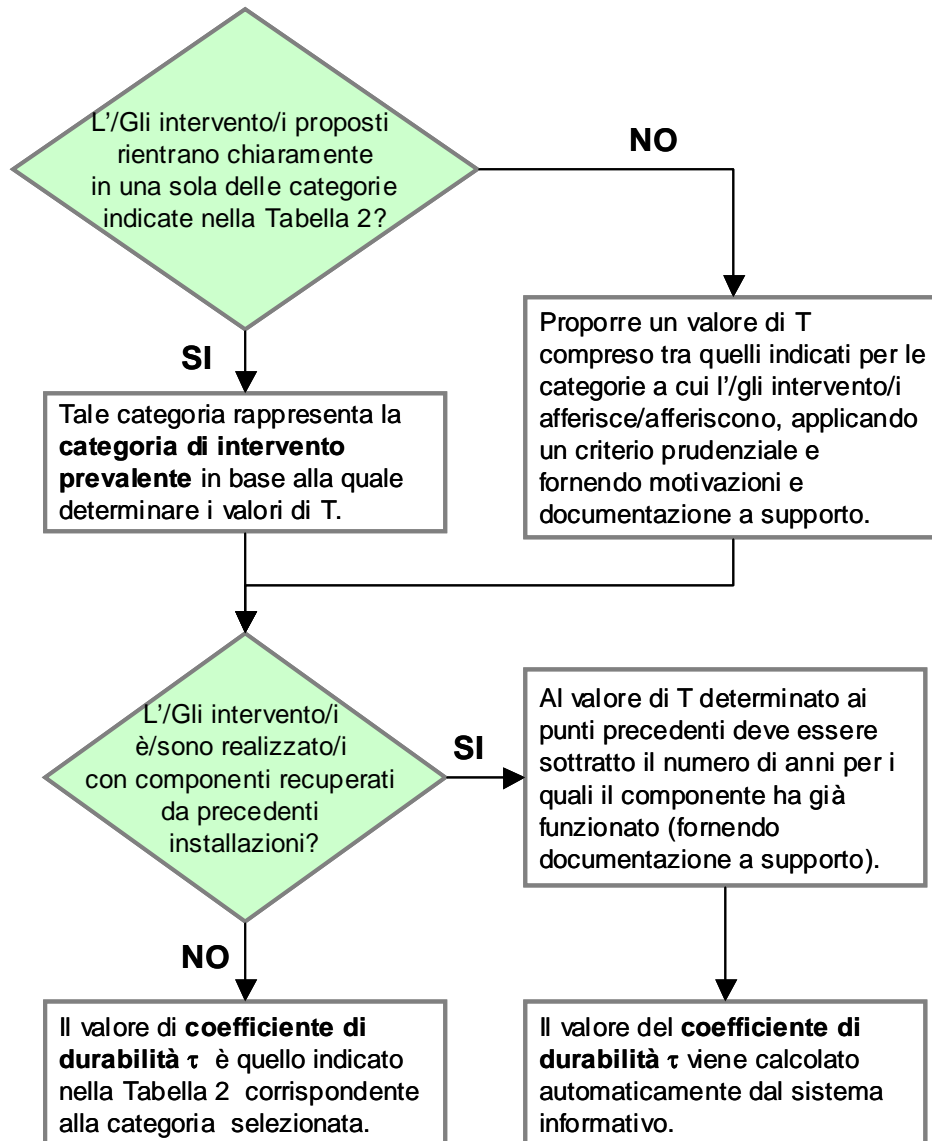 L'/Gli intervento/i proposti
rientrano chiaramente
in una sola delle categorie
indicate nella Tabella 2?
NO
SI
Proporre un valore di T
compreso tra quelli indicati per le
categorie a cui l'/gli intervento/i
afferisce/afferiscono, applicando
un criterio prudenziale e
fornendo motivazioni e
documentazione a supporto.
Tale categoria rappresenta la
categoria di intervento
prevalente in base alla quale
determinare i valori di T.
L'/Gli intervento/i
è/sono realizzato/i
con componenti recuperati
da precedenti
installazioni?
SI
Al valore di T determinato ai
punti precedenti deve essere
sottratto il numero di anni per i
quali il componente ha già
funzionato (fornendo
documentazione a supporto).
NO
Il valore di coefficiente di
durabilità τ è quello indicato
nella Tabella 2 corrispondente
alla categoria selezionata.
Il valore del coefficiente di
durabilità τ viene calcolato
automaticamente dal sistema
informativo.